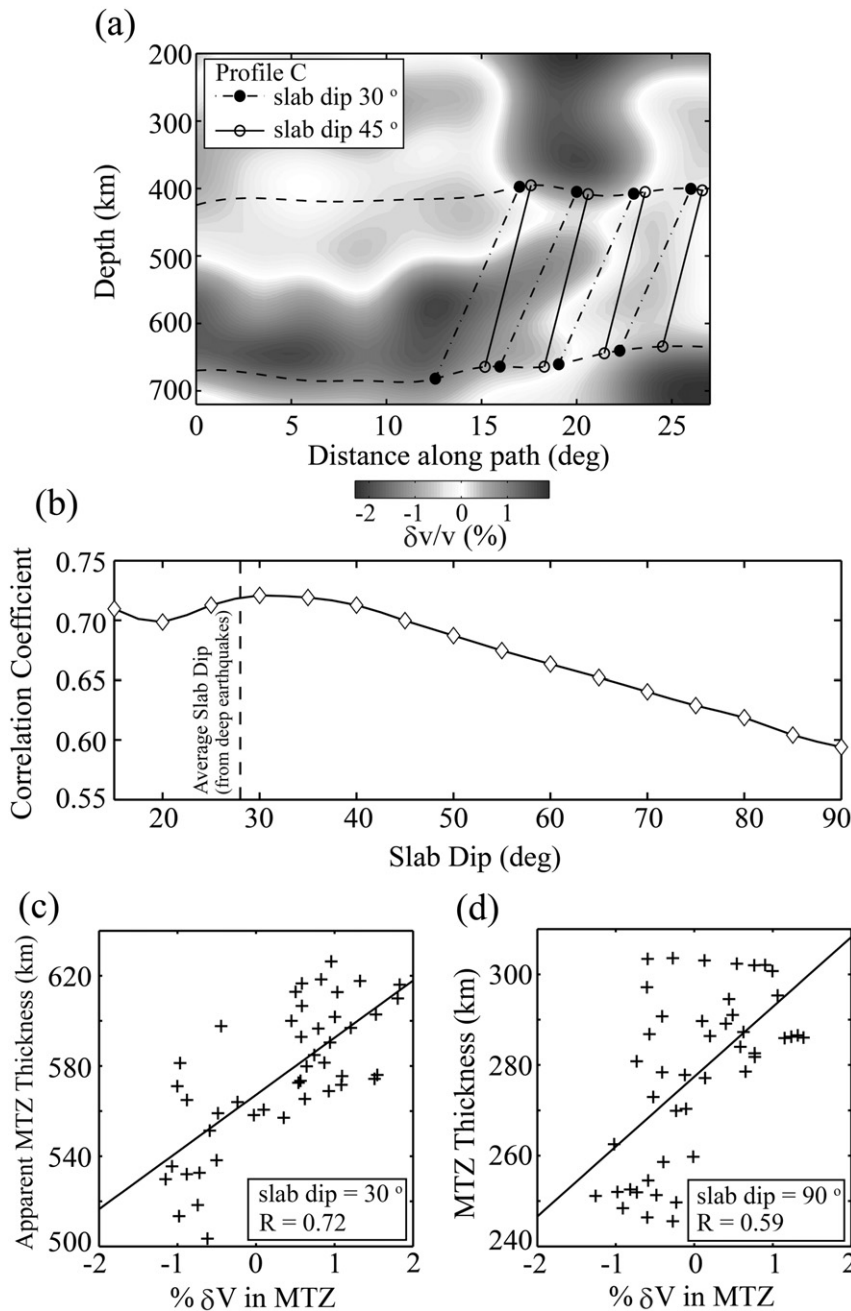 (a)
200
300
400
500
600
700
Depth (km)
Profile C
slab dip 30 °
slab dip 45 °
0
5
10
15
20
25
Distance along path (deg)
-2
-1
0
1
δv/v (%)
(b)
0.75
0.70
0.65
0.60
0.55
Correlation Coefficient
Average Slab Dip
(from deep earthquakes)
20
30
40
50
60
70
80
90
Slab Dip (deg)
(c)
620
580
540
500
Apparent MTZ Thickness (km)
slab dip = 30 °
R = 0.72
-2
-1
0
1
2
% δV in MTZ
(d)
300
280
260
240
MTZ Thickness (km)
slab dip = 90 °
R = 0.59
-2
-1
0
1
2
% δV in MTZ